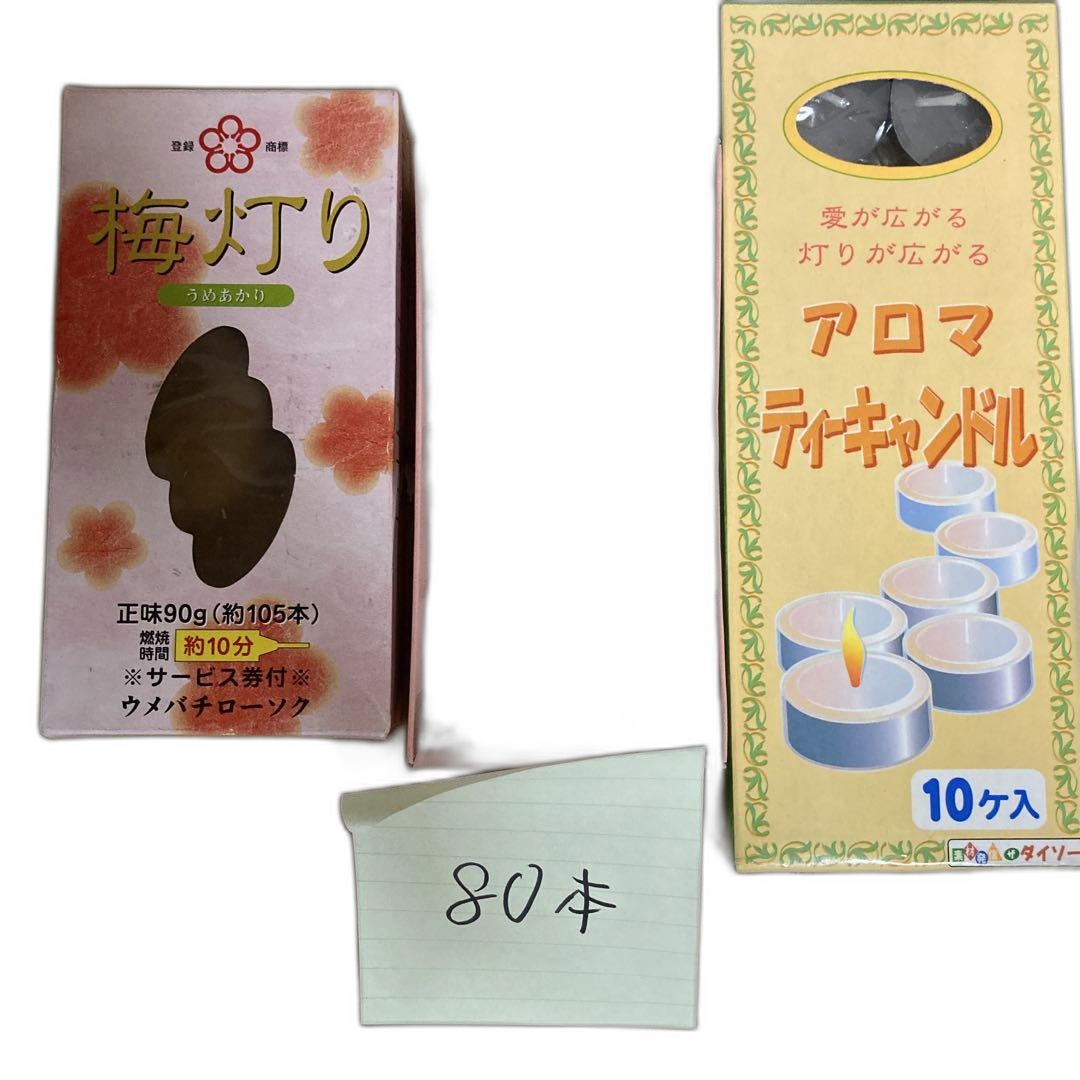 登録 商標
梅灯り
うめあかり
正味90g(約105本)
燃焼時間 約10分
※サービス券付※
ウメバチローソク
愛が広がる
灯りが広がる
アロマ
ティーキャンドル
10ケ入
ザ ダイソー
80本